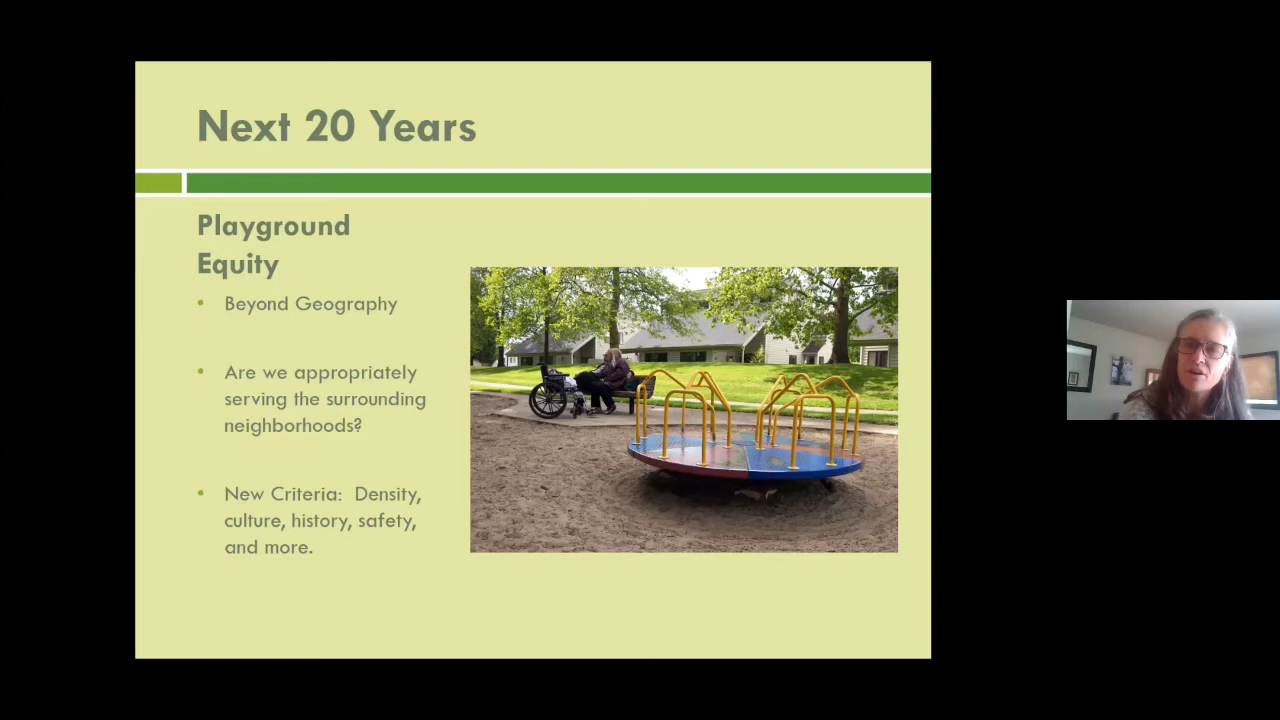 Next 20 Years
Playground
Equity
• Beyond Geography
• Are we appropriately
serving the surrounding
neighborhoods?
• New Criteria:  Density,
culture, history, safety,
and more.